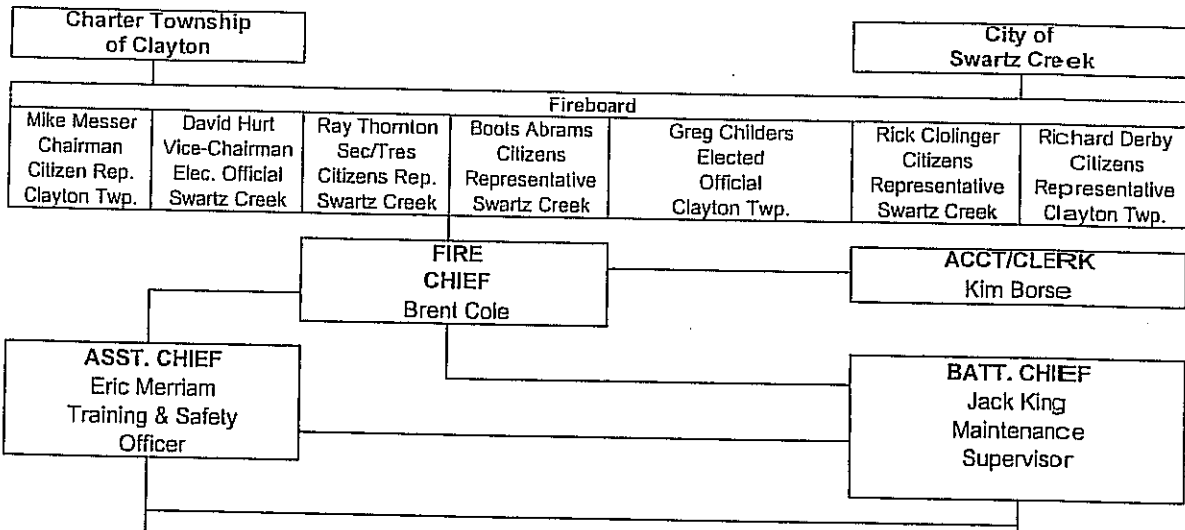 Charter Township
of Clayton
City of
Swartz Creek
Fireboard
Mike Messer
Chairman
Citizen Rep.
Clayton Twp.
David Hurt
Vice-Chairman
Elec. Official
Swartz Creek
Ray Thornton
Sec/Tres
Citizens Rep.
Swartz Creek
Boots Abrams
Citizens
Representative
Swartz Creek
Greg Childers
Elected
Official
Clayton Twp.
Rick Clolinger
Citizens
Representative
Swartz Creek
Richard Derby
Citizens
Representative
Clayton Twp.
FIRE
CHIEF
Brent Cole
ACCT/CLERK
Kim Borse
ASST. CHIEF
Eric Merriam
Training & Safety
Officer
BATT. CHIEF
Jack King
Maintenance
Supervisor